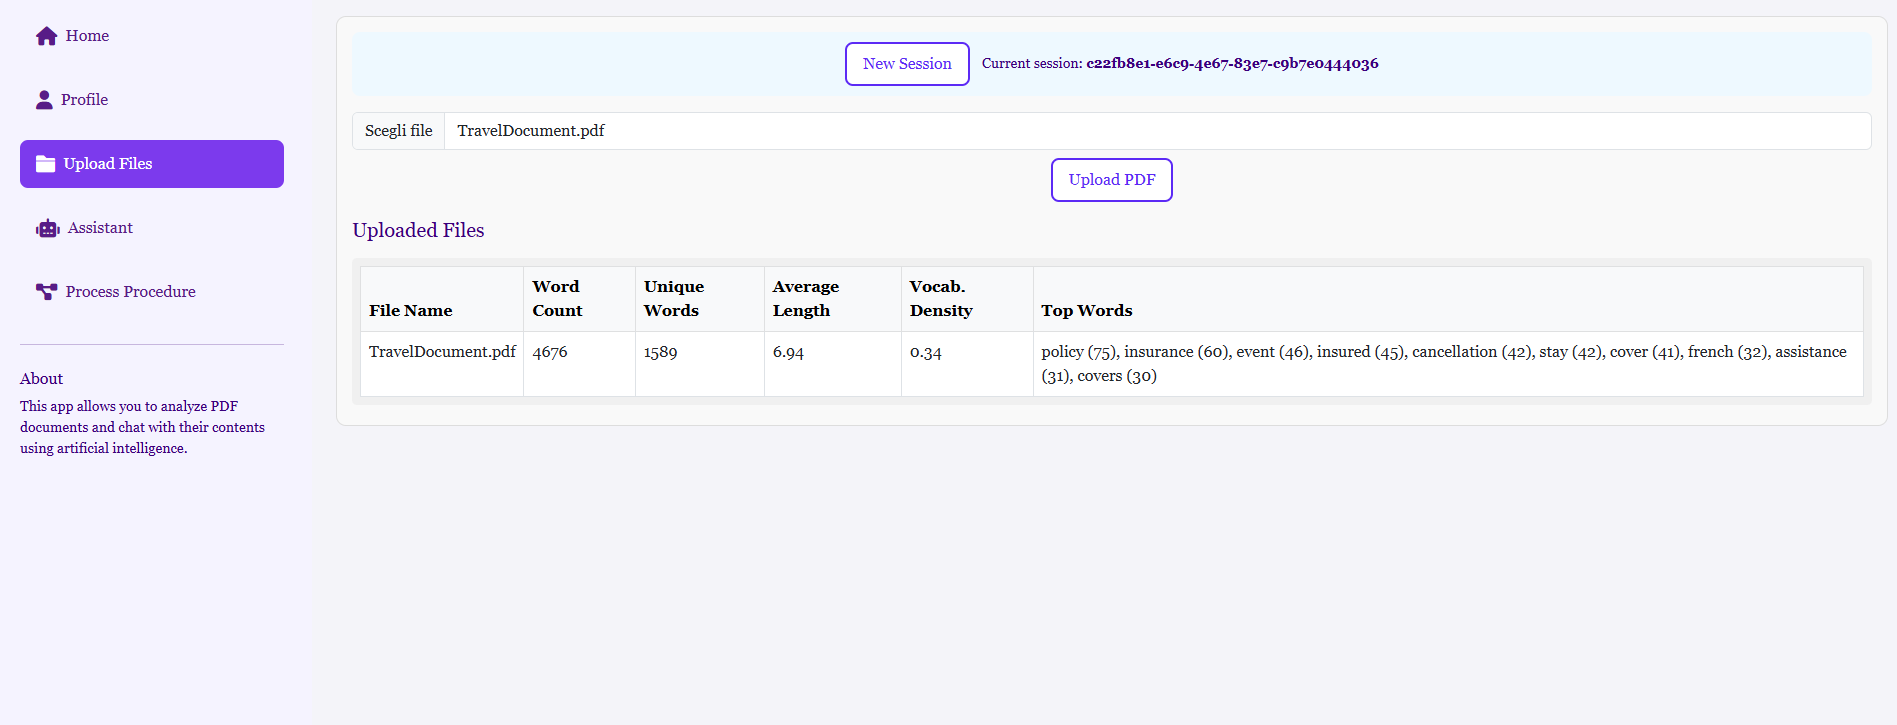 Home
Profile
Upload Files
Assistant
Process Procedure
About
This app allows you to analyze PDF
documents and chat with their contents
using artificial intelligence.
New Session Current session: c22fb8e1-e6c9-4e67-83e7-c9b7e0444036
Scegli file TravelDocument.pdf
Upload PDF
Uploaded Files
File Name Word Count Unique Words Average Length Vocab. Density Top Words
TravelDocument.pdf 4676 1589 6.94 0.34 policy (75), insurance (60), event (46), insured (45), cancellation (42), stay (42), cover (41), french (32), assistance
(31), covers (30)